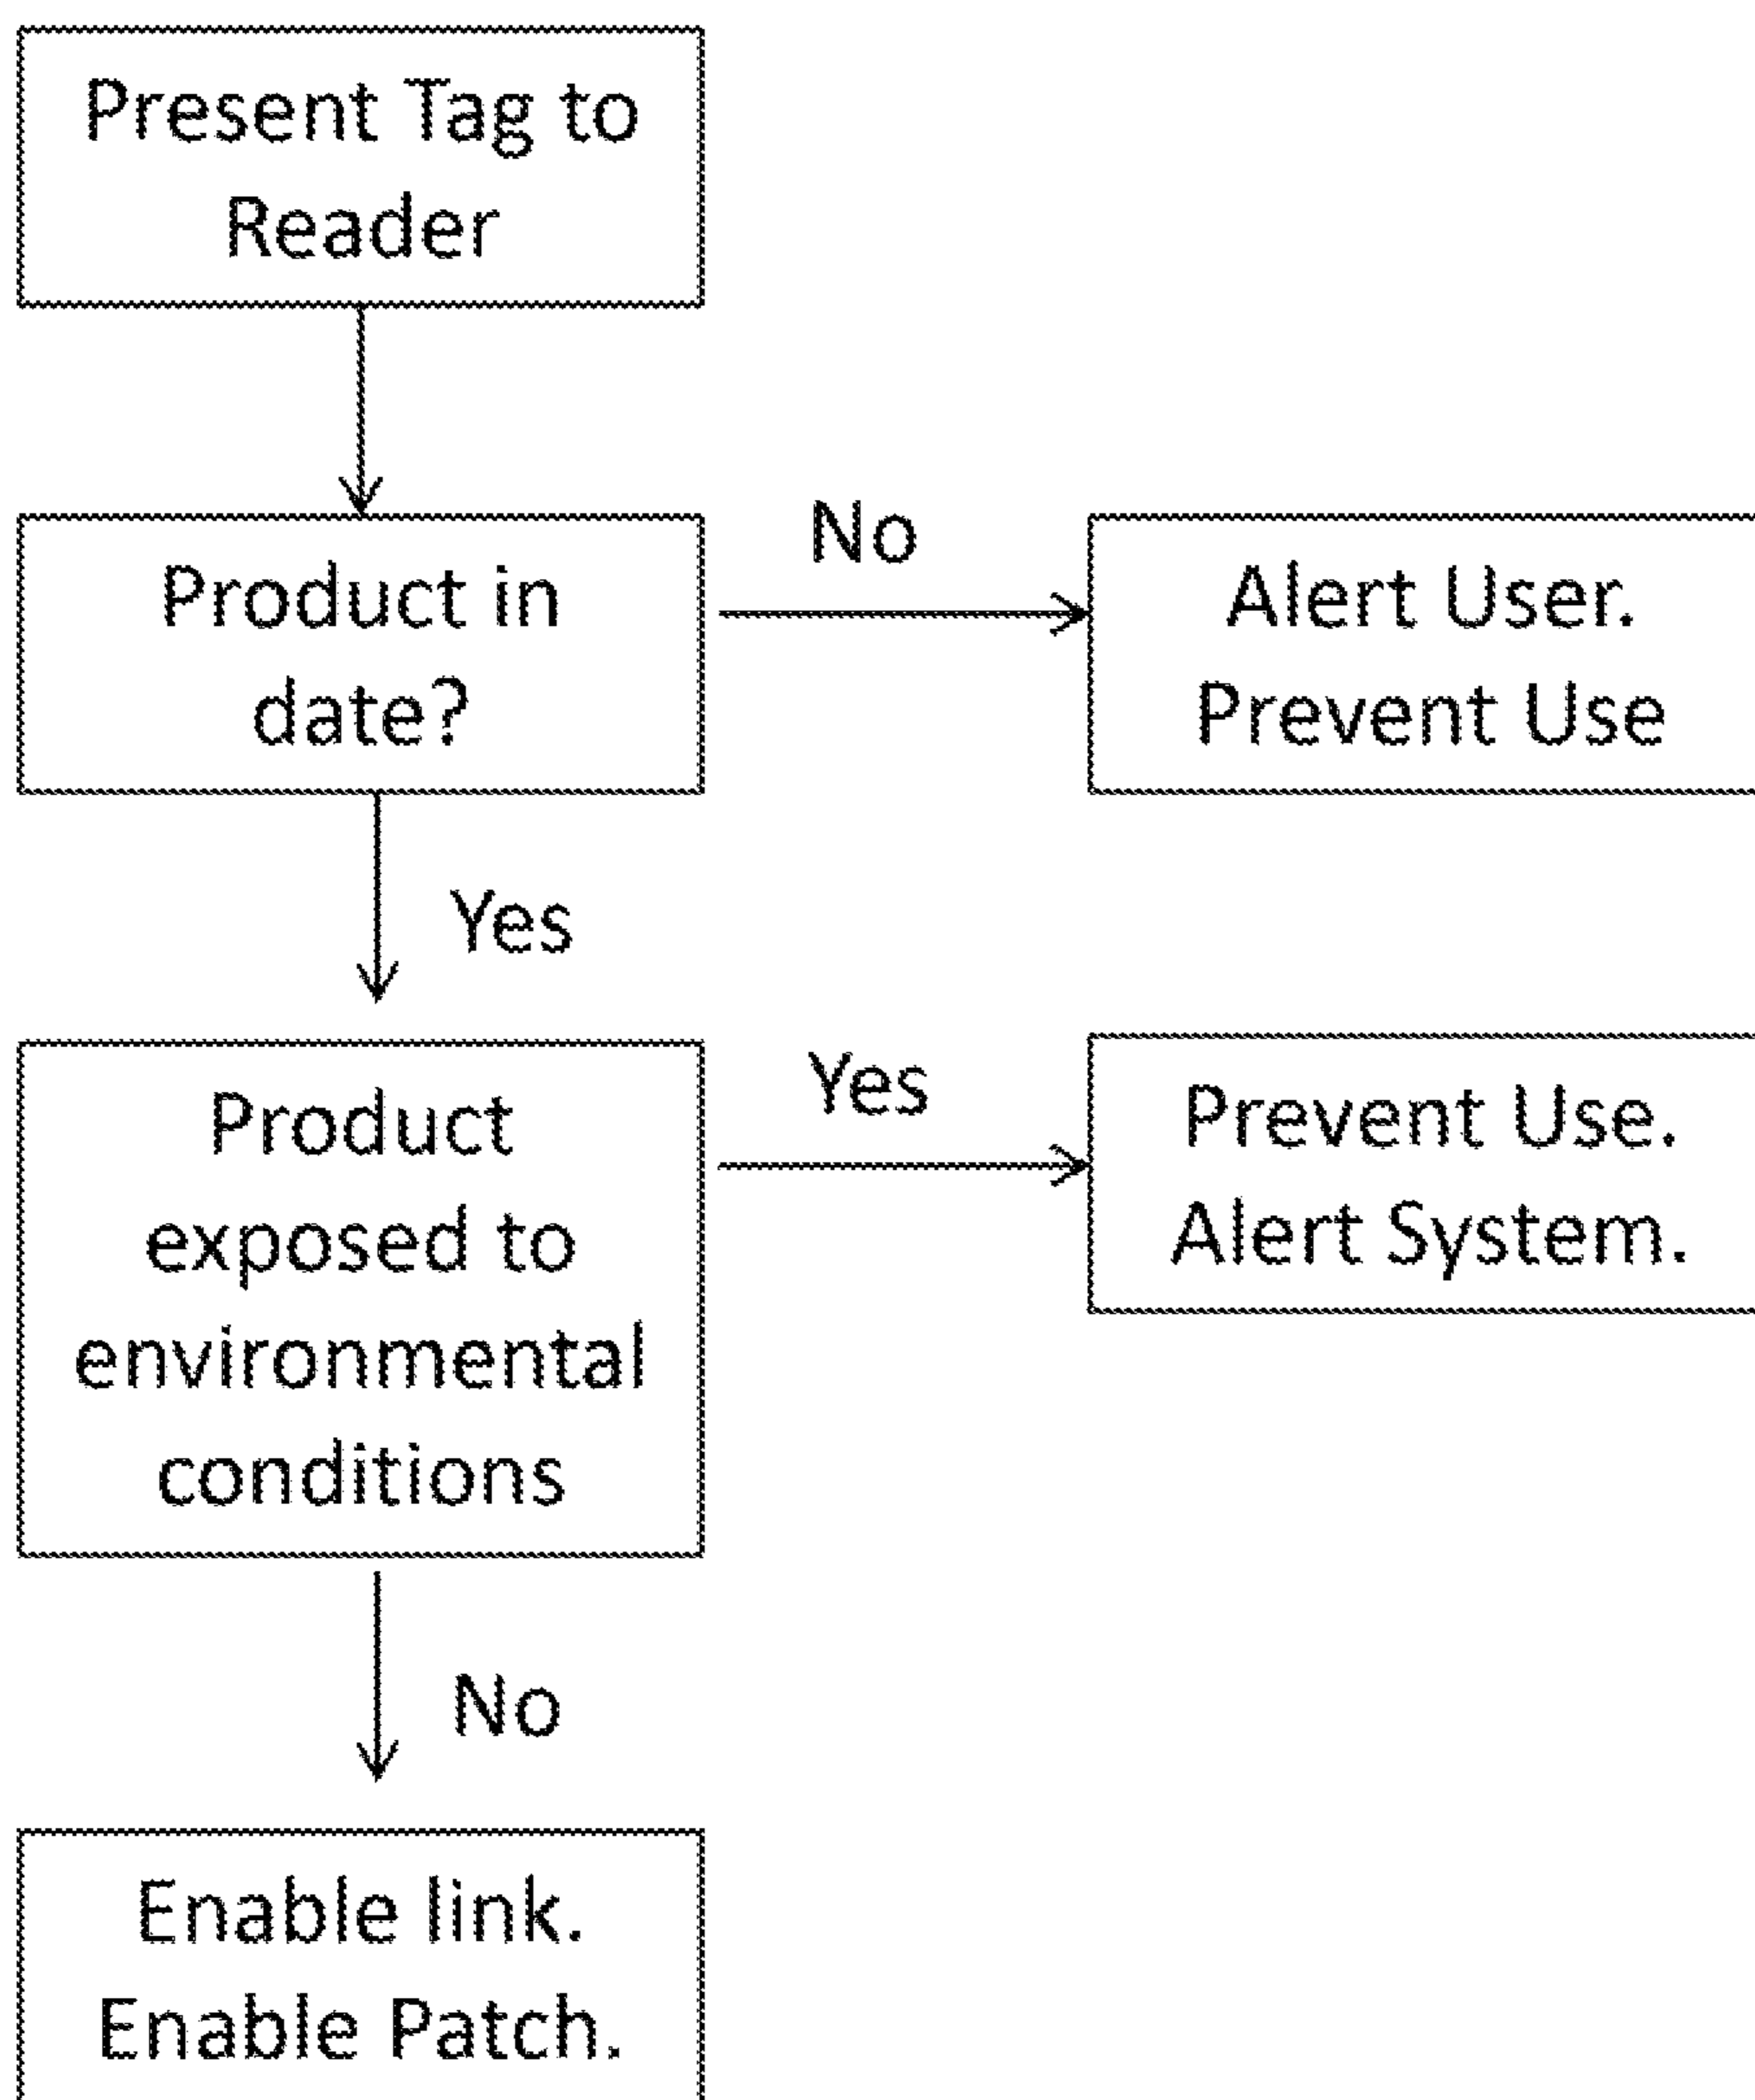 Present Tag to
Reader
Product in
date?
No
Alert User.
Prevent Use
Yes
Product
exposed to
environmental
conditions
Yes
Prevent Use.
Alert System.
No
Enable link.
Enable Patch.